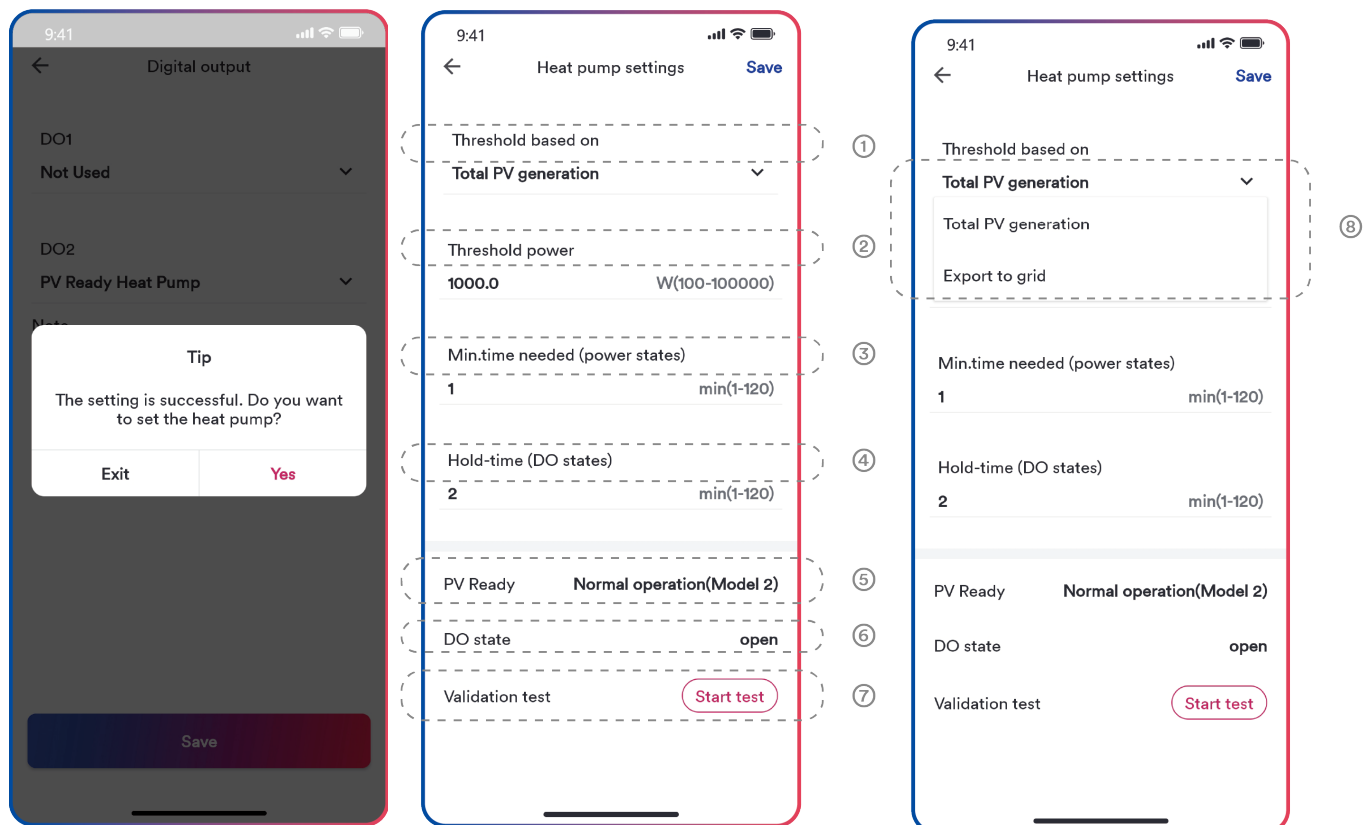 9:41
Digital output
DO1
Not Used
DO2
PV Ready Heat Pump
Note
Tip
The setting is successful. Do you want
to set the heat pump?
Exit Yes
Save
9:41
Heat pump settings Save
Threshold based on
①
Total PV generation
Threshold power
②
1000.0 W(100-100000)
Min.time needed (power states)
③
1 min(1-120)
Hold-time (DO states)
④
2 min(1-120)
PV Ready Normal operation(Model 2)
⑤
DO state open
⑥
Validation test Start test
⑦
9:41
Heat pump settings Save
Threshold based on
Total PV generation
Total PV generation
⑧
Export to grid
Min.time needed (power states)
1 min(1-120)
Hold-time (DO states)
2 min(1-120)
PV Ready Normal operation(Model 2)
DO state open
Validation test Start test